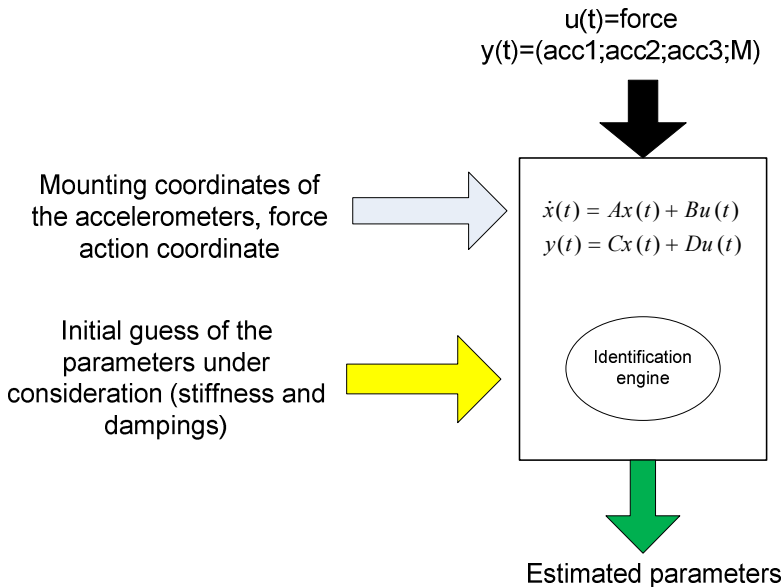 u(t)=force
y(t)=(acc1;acc2;acc3;M)
Mounting coordinates of
the accelerometers, force
action coordinate
ẋ(t) = Ax(t) + Bu(t)
y(t) = Cx(t) + Du(t)
Initial guess of the
parameters under
consideration (stiffness and
dampings)
Identification
engine
Estimated parameters